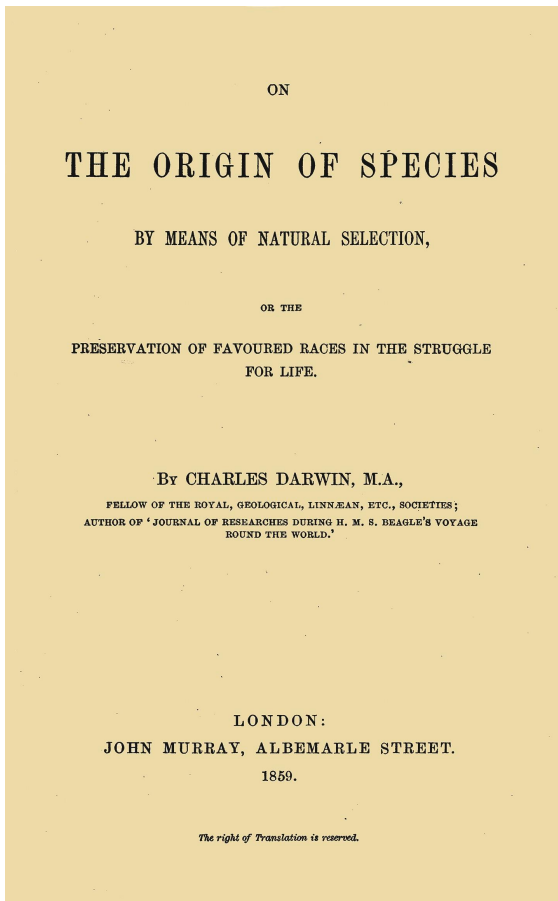 ON
THE ORIGIN OF SPECIES
BY MEANS OF NATURAL SELECTION,
OR THE
PRESERVATION OF FAVOURED RACES IN THE STRUGGLE
FOR LIFE.
By CHARLES DARWIN, M.A.,
FELLOW OF THE ROYAL, GEOLOGICAL, LINNÆAN, ETC., SOCIETIES;
AUTHOR OF ‘JOURNAL OF RESEARCHES DURING H. M. S. BEAGLE'S VOYAGE
ROUND THE WORLD.’
LONDON:
JOHN MURRAY, ALBEMARLE STREET.
1859.
The right of Translation is reserved.